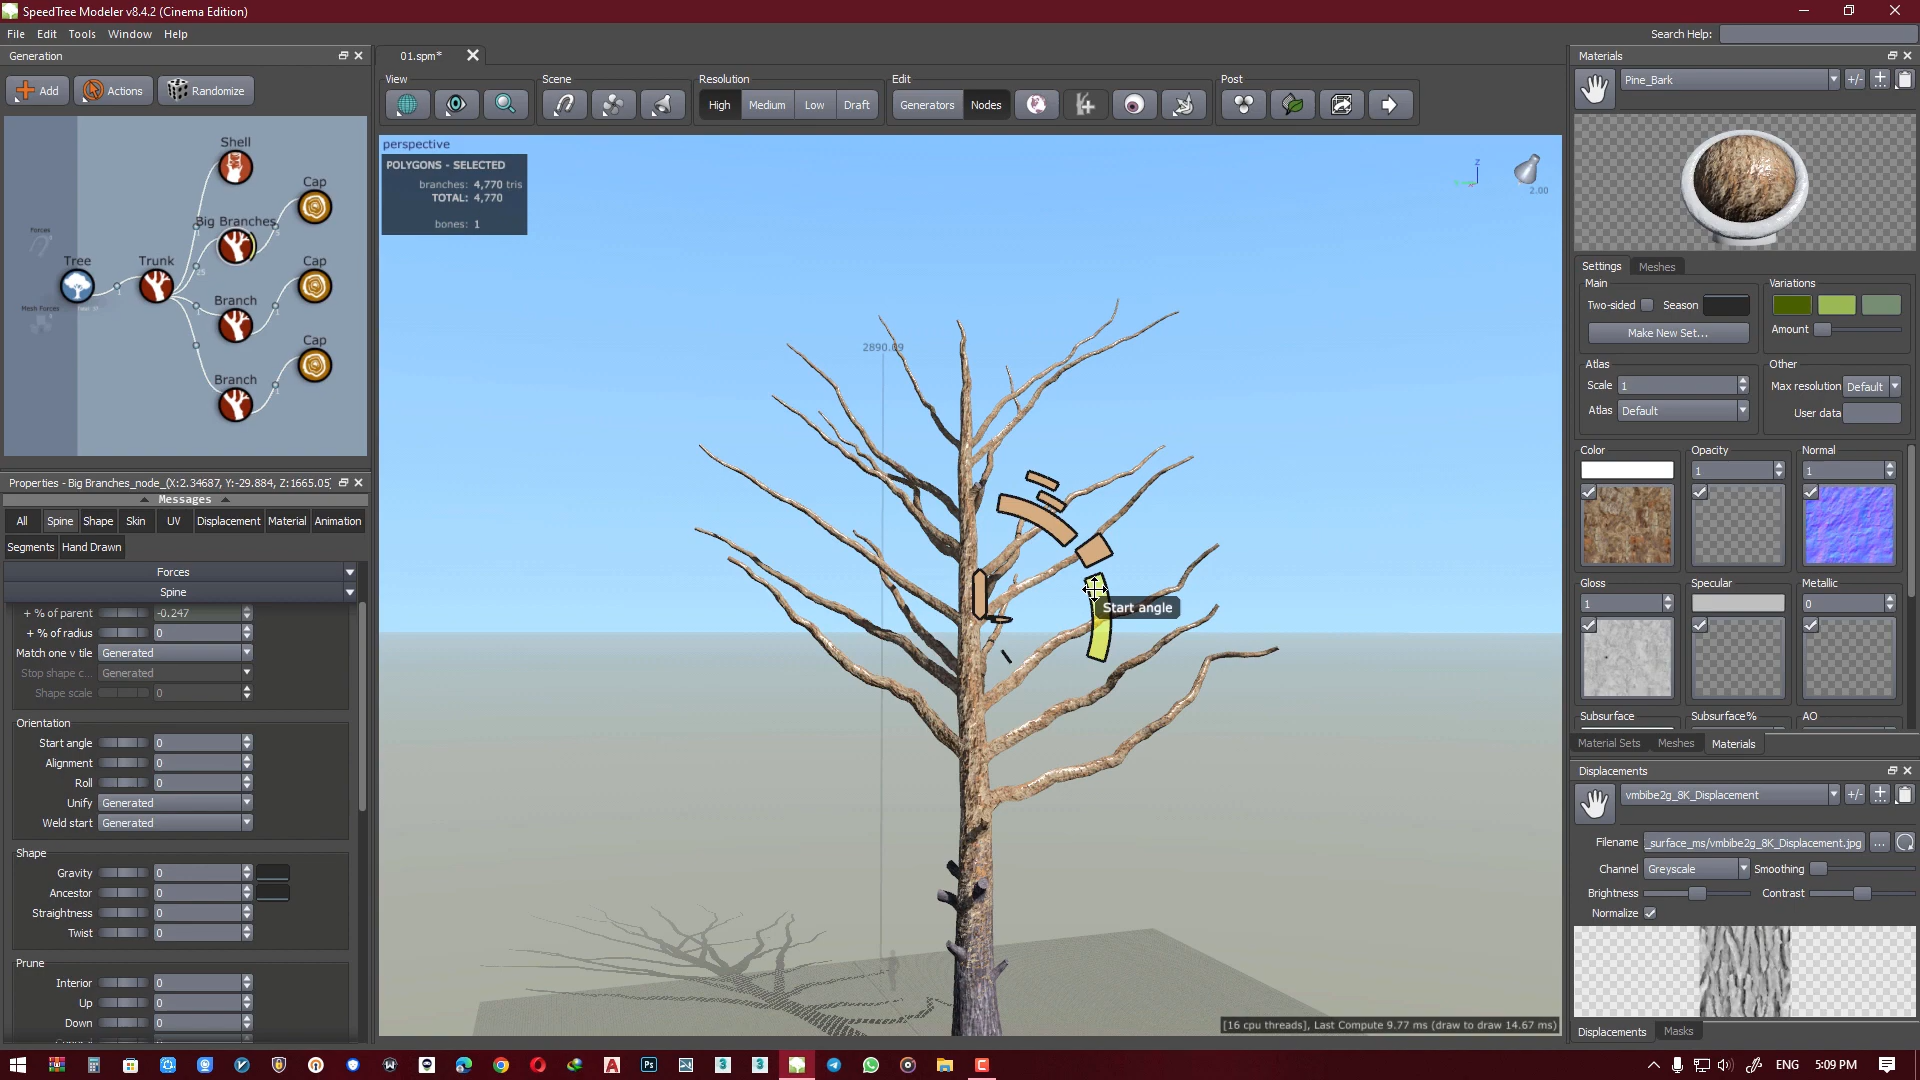 SpeedTree Modeler v8.4.2 (Cinema Edition)
File Edit Tools Window Help
Search Help:
Generation
Add Actions Randomize
Shell
Cap
Big Branches
25
Forces
Tree
Trunk
Cap
Mesh Forces
Branch
Cap
Branch
Properties - Big Branches_node_(X:2.34687, Y:-29.884, Z:1665.05)
Messages
All Spine Shape Skin UV Displacement Material Animation
Segments Hand Drawn
Forces
Spine
+ % of parent -0.247
+ % of radius 0
Match one v tile Generated
Stop shape c... Generated
Shape scale 0
Orientation
Start angle 0
Alignment 0
Roll 0
Unify Generated
Weld start Generated
Shape
Gravity 0
Ancestor 0
Straightness 0
Twist 0
Prune
Interior 0
Up 0
Down 0
01.spm*
View Scene Resolution Edit Post
High Medium Low Draft Generators Nodes
perspective
POLYGONS - SELECTED
branches: 4,770 tris
TOTAL: 4,770
bones: 1
z
2.00
2890.09
Start angle
[16 cpu threads], Last Compute 9.77 ms (draw to draw 14.67 ms)
Materials
Pine_Bark
+/-
Settings Meshes
Main Variations
Two-sided Season
Make New Set... Amount
Atlas Other
Scale 1 Max resolution Default
Atlas Default User data
Color Opacity Normal
1 1
Gloss Specular Metallic
1 0
Subsurface Subsurface% AO
Material Sets Meshes Materials
Displacements
vmbibe2g_8K_Displacement
+/-
Filename _surface_ms/vmbibe2g_8K_Displacement.jpg ...
Channel Greyscale Smoothing
Brightness Contrast
Normalize
Displacements Masks
ENG 5:09 PM